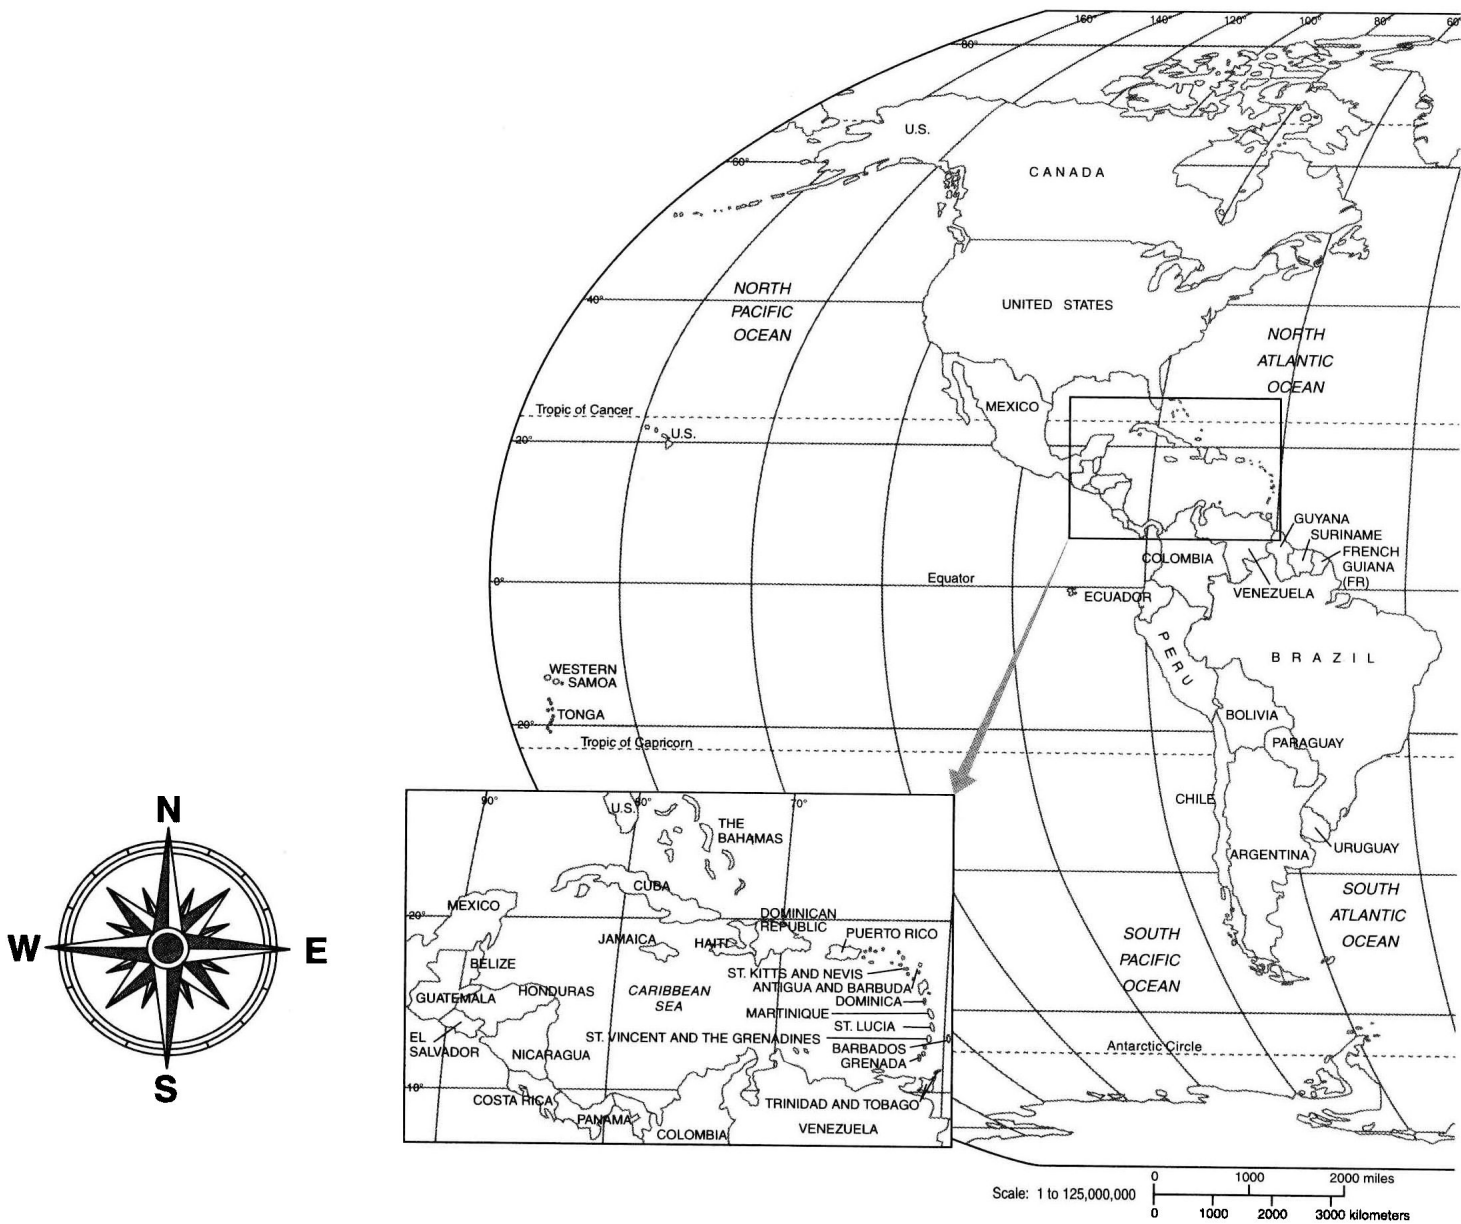 160° 140° 120° 100° 80° 60°
80°
U.S.
60°
CANADA
NORTH
PACIFIC
OCEAN
40°
UNITED STATES
NORTH
ATLANTIC
OCEAN
MEXICO
Tropic of Cancer
U.S.
20°
GUYANA
SURINAME
FRENCH
GUIANA
(FR)
COLOMBIA
VENEZUELA
0°
Equator
ECUADOR
PERU
BRAZIL
WESTERN
SAMOA
TONGA
BOLIVIA
20°
Tropic of Capricorn
PARAGUAY
CHILE
URUGUAY
ARGENTINA
SOUTH
ATLANTIC
OCEAN
SOUTH
PACIFIC
OCEAN
Antarctic Circle
90° 80° 70°
U.S.
THE
BAHAMAS
CUBA
MEXICO
20°
DOMINICAN
REPUBLIC
JAMAICA
HAITI
PUERTO RICO
BELIZE
ST. KITTS AND NEVIS
ANTIGUA AND BARBUDA
GUATEMALA
HONDURAS
CARIBBEAN
SEA
DOMINICA
MARTINIQUE
ST. LUCIA
ST. VINCENT AND THE GRENADINES
EL
SALVADOR
BARBADOS
GRENADA
NICARAGUA
10°
COSTA RICA
TRINIDAD AND TOBAGO
PANAMA
COLOMBIA
VENEZUELA
N
W
E
S
Scale: 1 to 125,000,000
0 1000 2000 miles
0 1000 2000 3000 kilometers